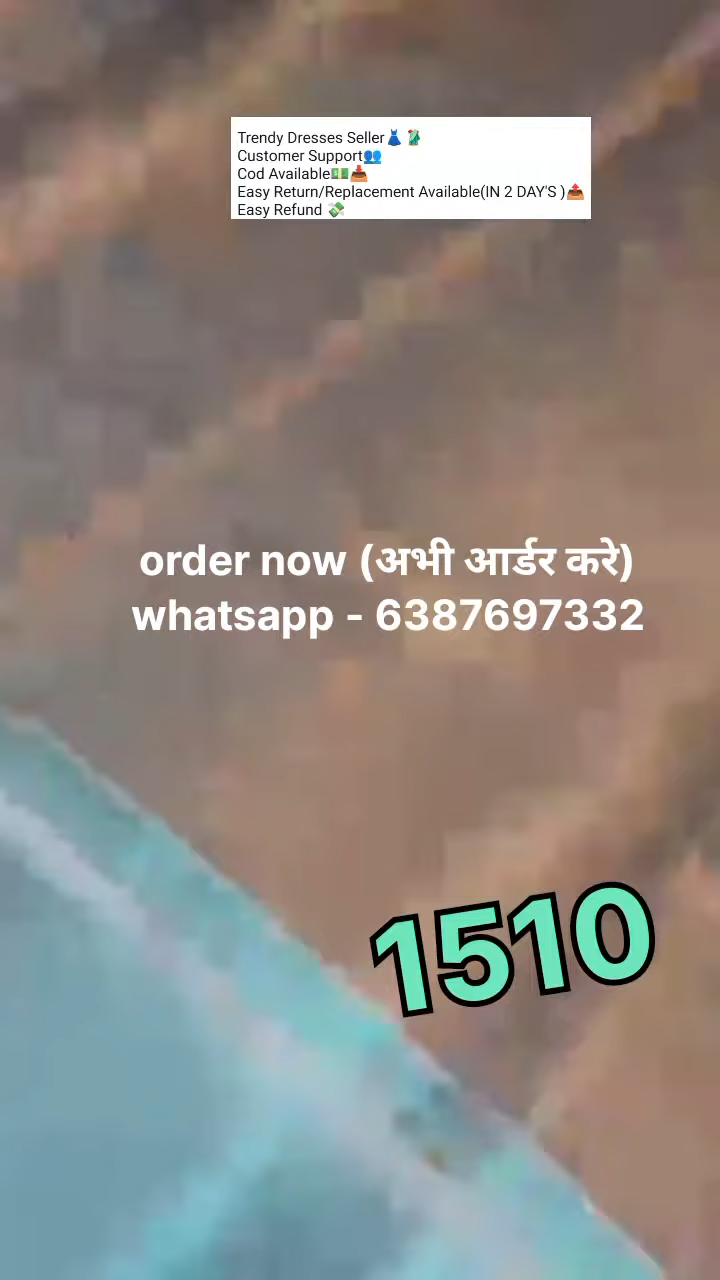 Trendy Dresses Seller👗🥻
Customer Support👥
Cod Available💵📥
Easy Return/Replacement Available(IN 2 DAY'S )📤
Easy Refund 💸
order now (अभी आर्डर करे)
whatsapp - 6387697332
1510